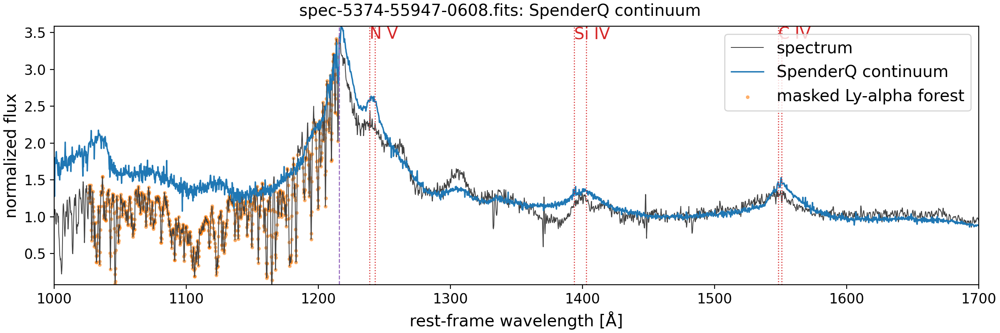 spec-5374-55947-0608.fits: SpenderQ continuum
N V
Si IV
C IV
spectrum
SpenderQ continuum
masked Ly-alpha forest
normalized flux
3.5
3.0
2.5
2.0
1.5
1.0
0.5
1000
1100
1200
1300
1400
1500
1600
1700
rest-frame wavelength [Å]